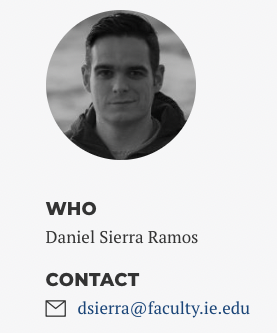 WHO
Daniel Sierra Ramos
CONTACT
dsierra@faculty.ie.edu